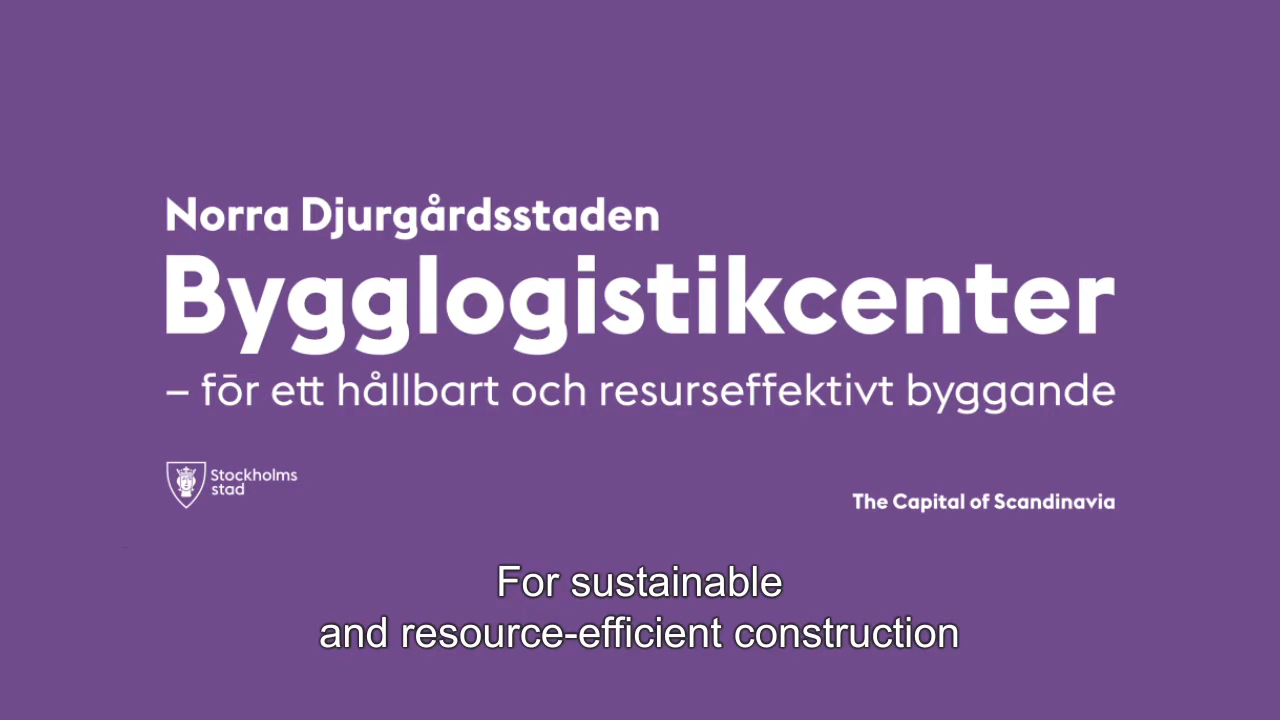 Norra Djurgårdsstaden
Bygglogistikcenter
– för ett hållbart och resurseffektivt byggande
Stockholms
stad
The Capital of Scandinavia
For sustainable
and resource-efficient construction